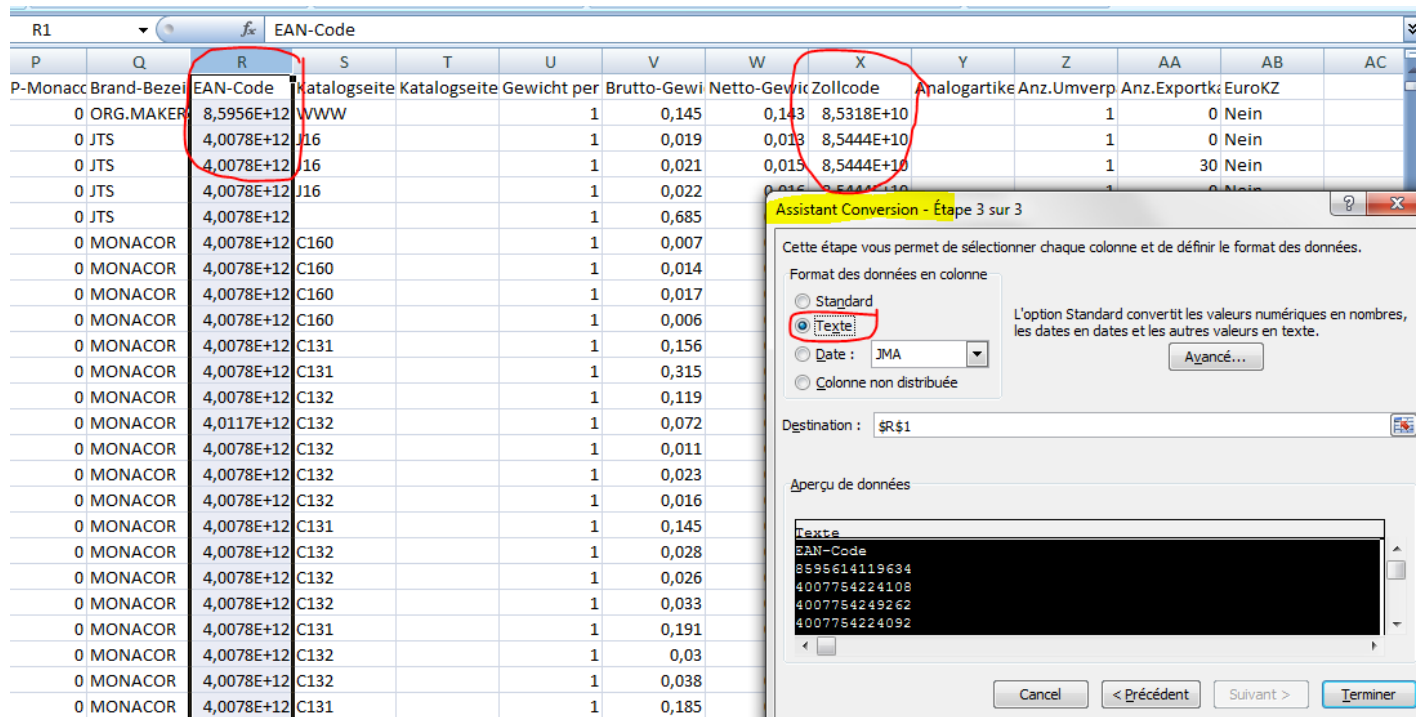 R1 fx EAN-Code
P Q R S T U V W X Y Z AA AB AC
P-Monacc Brand-Bezei EAN-Code Katalogseite Katalogseite Gewicht per Brutto-Gewi Netto-Gewic Zollcode Analogartike Anz.Umverp Anz.Exportka EuroKZ
0 ORG.MAKER 8,5956E+12 WWW 1 0,145 0,143 8,5318E+10 1 0 Nein
0 JTS 4,0078E+12 J16 1 0,019 0,013 8,5444E+10 1 0 Nein
0 JTS 4,0078E+12 J16 1 0,021 0,015 8,5444E+10 1 30 Nein
0 JTS 4,0078E+12 J16 1 0,022 0,016 8,5444E+10 1 0 Nein
0 JTS 4,0078E+12 1 0,685
0 MONACOR 4,0078E+12 C160 1 0,007
0 MONACOR 4,0078E+12 C160 1 0,014
0 MONACOR 4,0078E+12 C160 1 0,017
0 MONACOR 4,0078E+12 C160 1 0,006
0 MONACOR 4,0078E+12 C131 1 0,156
0 MONACOR 4,0078E+12 C131 1 0,315
0 MONACOR 4,0078E+12 C132 1 0,119
0 MONACOR 4,0117E+12 C132 1 0,072
0 MONACOR 4,0078E+12 C132 1 0,011
0 MONACOR 4,0078E+12 C132 1 0,023
0 MONACOR 4,0078E+12 C132 1 0,016
0 MONACOR 4,0078E+12 C131 1 0,145
0 MONACOR 4,0078E+12 C132 1 0,028
0 MONACOR 4,0078E+12 C132 1 0,026
0 MONACOR 4,0078E+12 C132 1 0,033
0 MONACOR 4,0078E+12 C131 1 0,191
0 MONACOR 4,0078E+12 C132 1 0,03
0 MONACOR 4,0078E+12 C132 1 0,038
0 MONACOR 4,0078E+12 C131 1 0,185
Assistant Conversion - Étape 3 sur 3
Cette étape vous permet de sélectionner chaque colonne et de définir le format des données.
Format des données en colonne
Standard
Texte
Date : JMA
Colonne non distribuée
L'option Standard convertit les valeurs numériques en nombres,
les dates en dates et les autres valeurs en texte.
Avancé...
Destination : $R$1
Aperçu de données
Texte
EAN-Code
8595614119634
4007754224108
4007754249262
4007754224092
Cancel < Précédent Suivant > Terminer